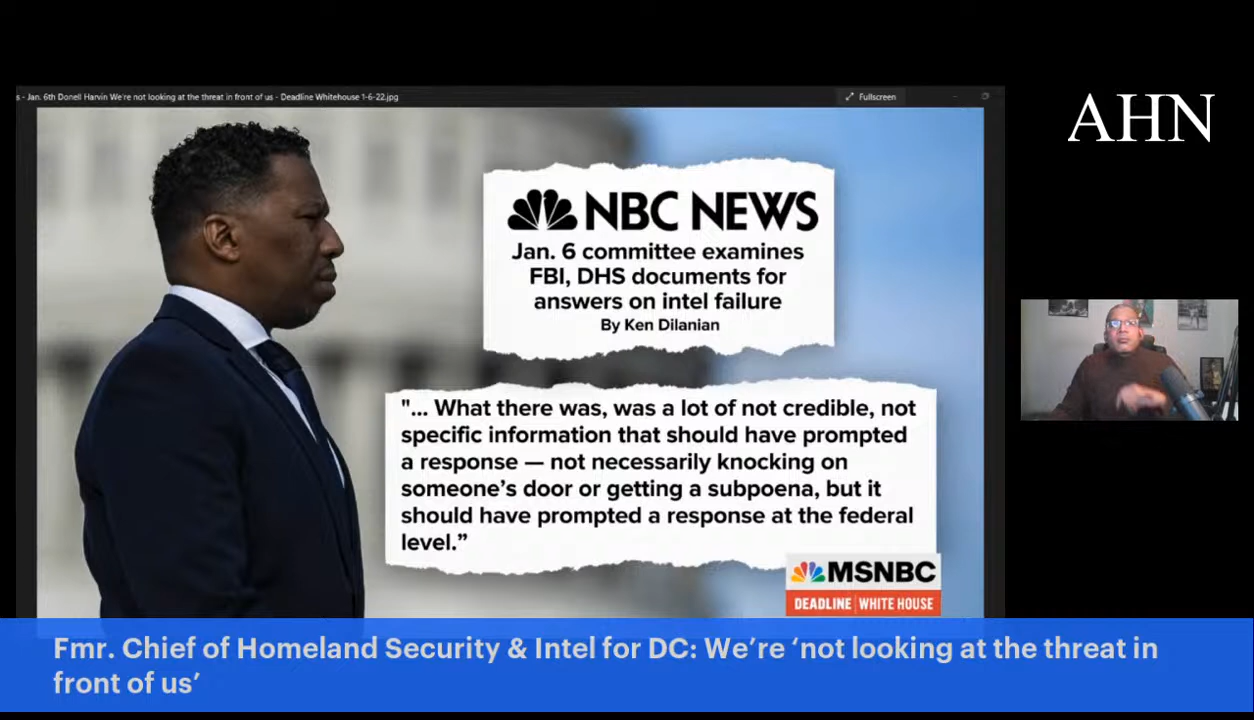 s - Jan. 6th Donell Harvin We're not looking at the threat in front of us - Deadline Whitehouse 1-6-22.jpg
Fullscreen
AHN
NBC NEWS
Jan. 6 committee examines
FBI, DHS documents for
answers on intel failure
By Ken Dilanian
"... What there was, was a lot of not credible, not
specific information that should have prompted
a response — not necessarily knocking on
someone's door or getting a subpoena, but it
should have prompted a response at the federal
level.”
MSNBC
DEADLINE | WHITE HOUSE
Fmr. Chief of Homeland Security & Intel for DC: We’re ‘not looking at the threat in
front of us’